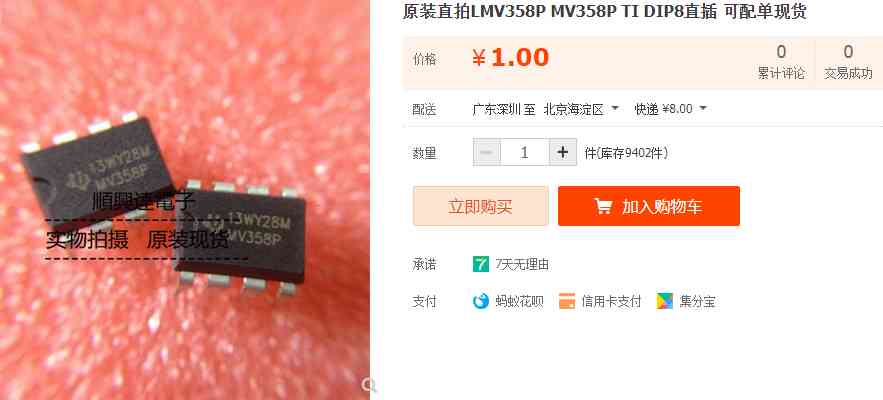 原装直拍LMV358P MV358P TI DIP8直插 可配单现货
价格 ¥1.00
0 0
累计评论 交易成功
配送 广东深圳 至 北京海淀区 快递 ¥8.00
数量 − 1 + 件(库存9402件)
立即购买 加入购物车
承诺 7 7天无理由
支付 蚂蚁花呗 信用卡支付 集分宝
13WY28M
MV358P
順興達電子
13WY28M
MV358P
实物拍摄 原装现货